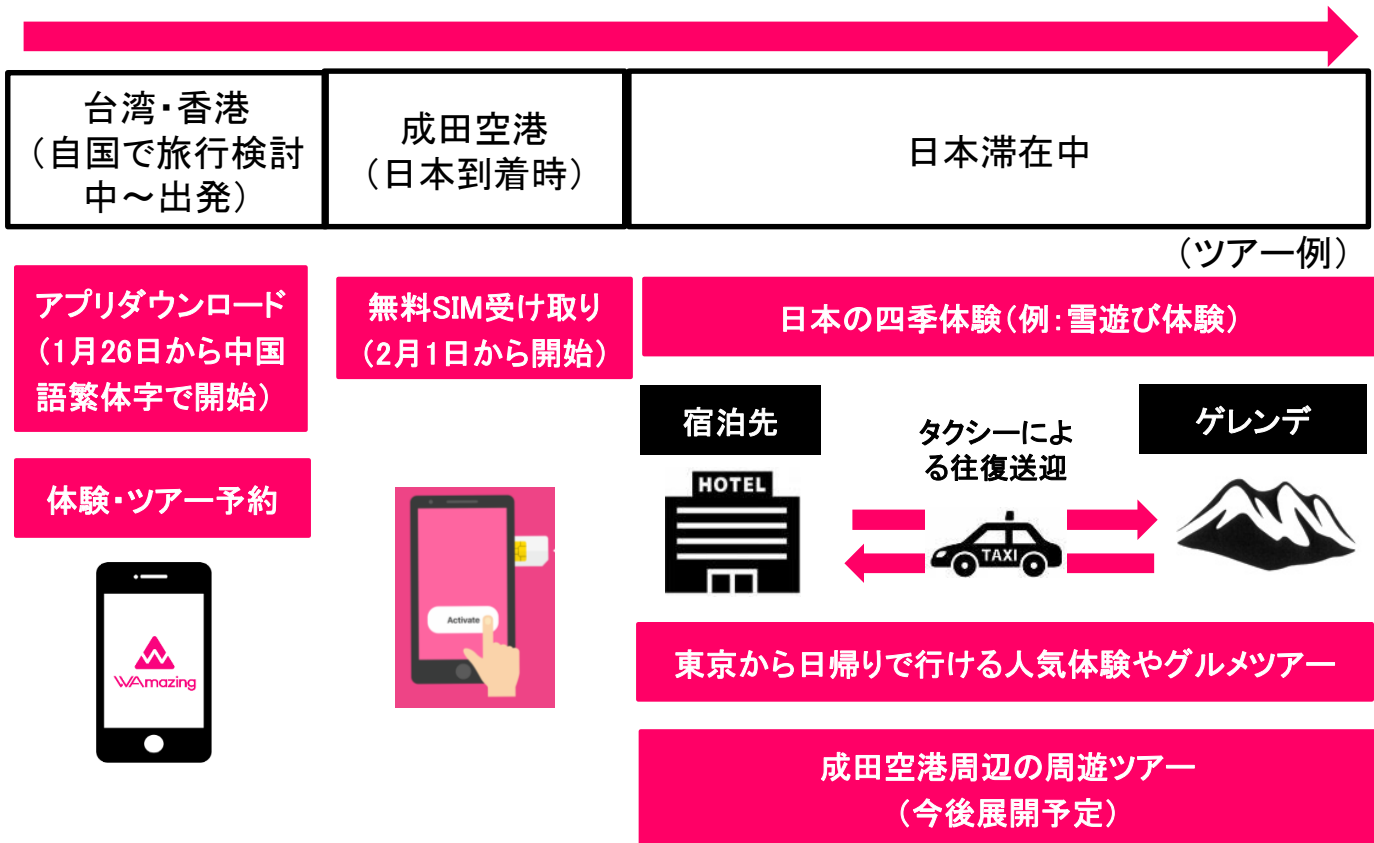 台湾・香港
（自国で旅行検討
中～出発）
成田空港
（日本到着時）
日本滞在中
（ツアー例）
アプリダウンロード
（1月26日から中国
語繁体字で開始）
体験・ツアー予約
WAmazing
無料SIM受け取り
（2月1日から開始）
Activate
日本の四季体験（例：雪遊び体験）
宿泊先
HOTEL
タクシーによ
る往復送迎
TAXI
ゲレンデ
東京から日帰りで行ける人気体験やグルメツアー
成田空港周辺の周遊ツアー
（今後展開予定）